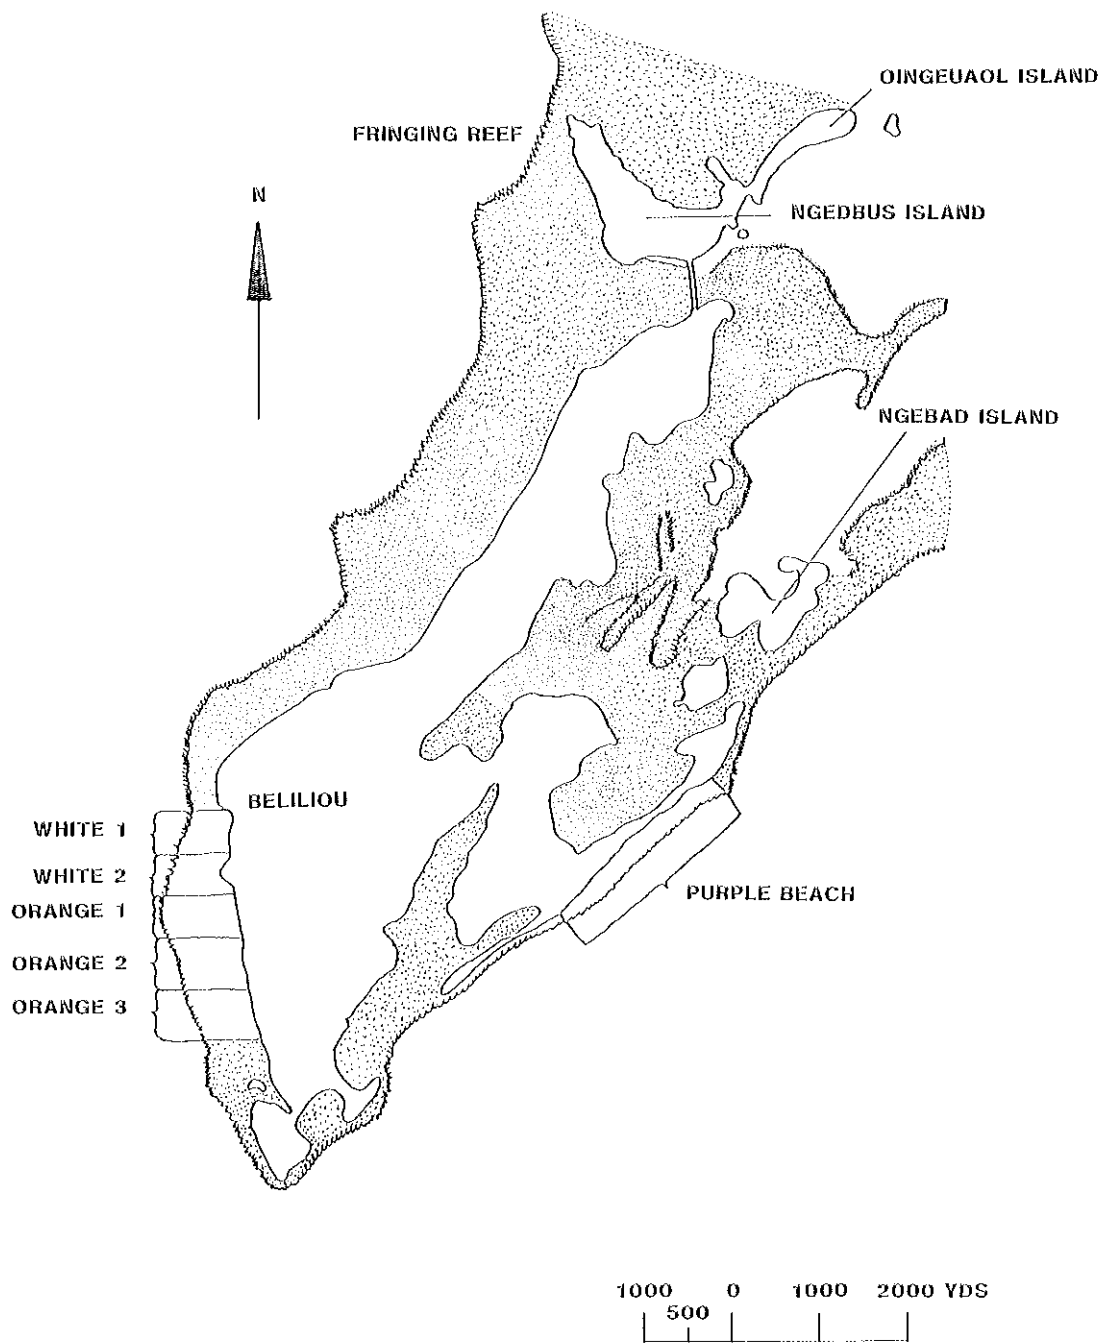 OINGEUAOL ISLAND
FRINGING REEF
N
NGEDBUS ISLAND
NGEBAD ISLAND
BELILIOU
WHITE 1
WHITE 2
PURPLE BEACH
ORANGE 1
ORANGE 2
ORANGE 3
1000 0 1000 2000 YDS
500